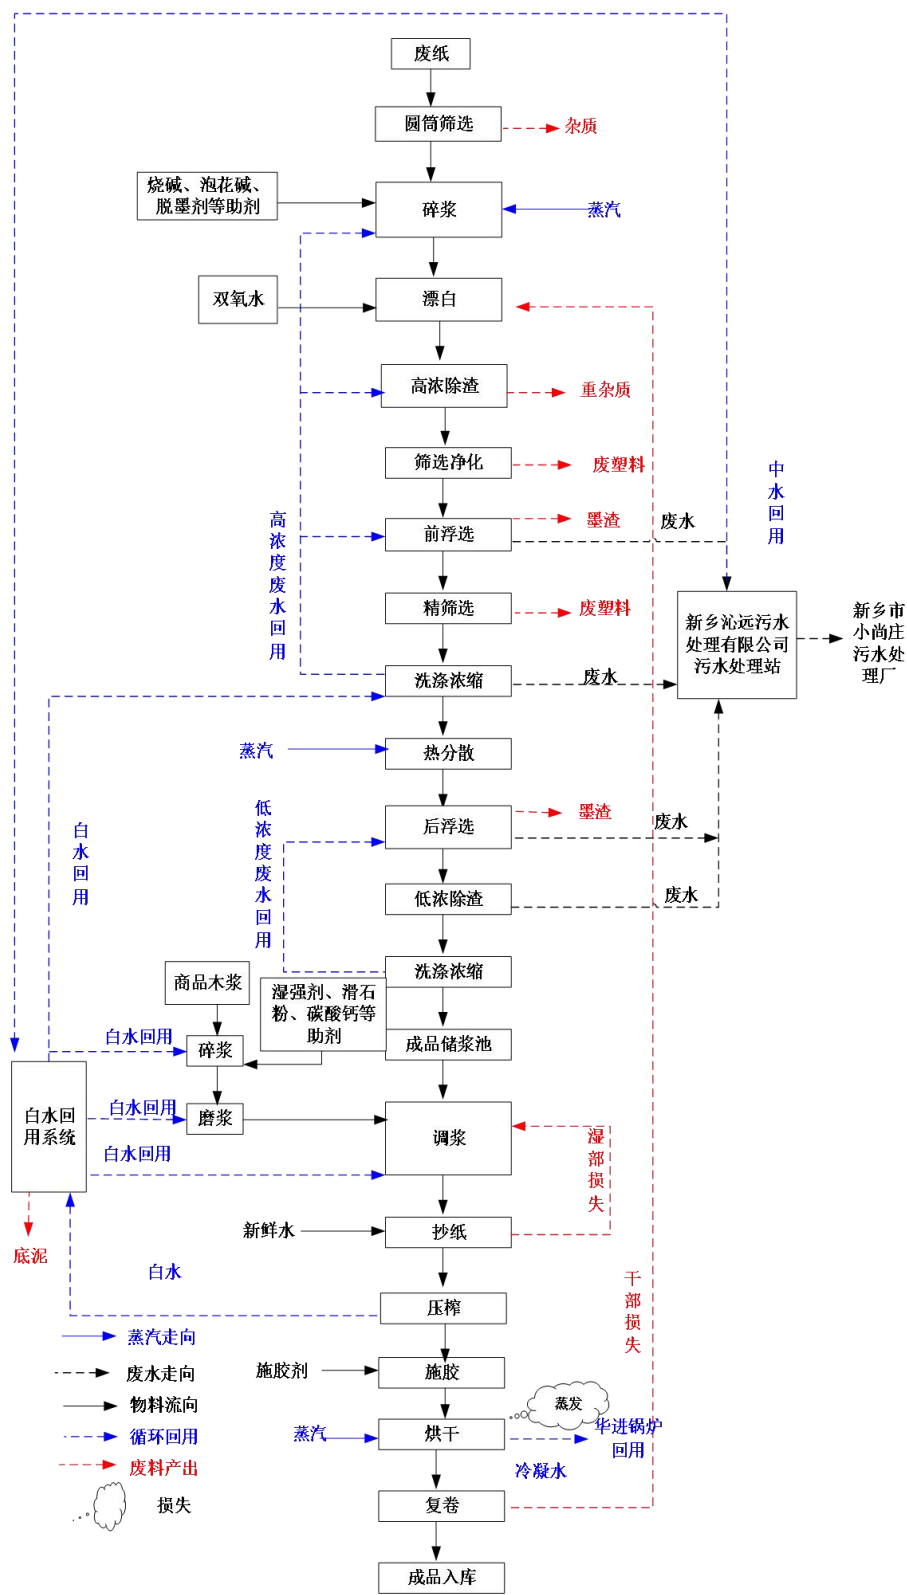 废纸
圆筒筛选
杂质
烧碱、泡花碱、
脱墨剂等助剂
碎浆
蒸汽
双氧水
漂白
高浓除渣
重杂质
筛选净化
废塑料
中水回用
高浓度废水回用
墨渣
废水
前浮选
精筛选
废塑料
新乡沁远污水
处理有限公司
污水处理站
新乡市
小尚庄
污水处
理厂
洗涤浓缩
废水
蒸汽
热分散
白水回用
低浓度废水回用
后浮选
墨渣
废水
低浓除渣
废水
洗涤浓缩
商品木浆
湿强剂、滑石
粉、碳酸钙等
助剂
白水回用
碎浆
成品储浆池
白水回
用系统
白水回用
磨浆
调浆
湿部损失
白水回用
底泥
新鲜水
抄纸
白水
干部损失
压榨
蒸汽走向
废水走向
施胶剂
施胶
物料流向
蒸发
循环回用
蒸汽
烘干
华进锅炉
回用
冷凝水
废料产出
损失
复卷
成品入库